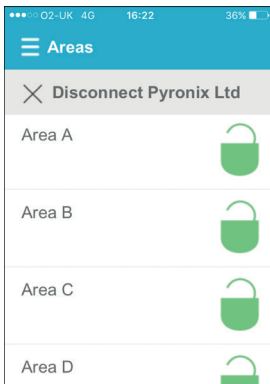 ●●●○○ O2-UK 4G 16:22 36%
Areas
Disconnect Pyronix Ltd
Area A
Area B
Area C
Area D